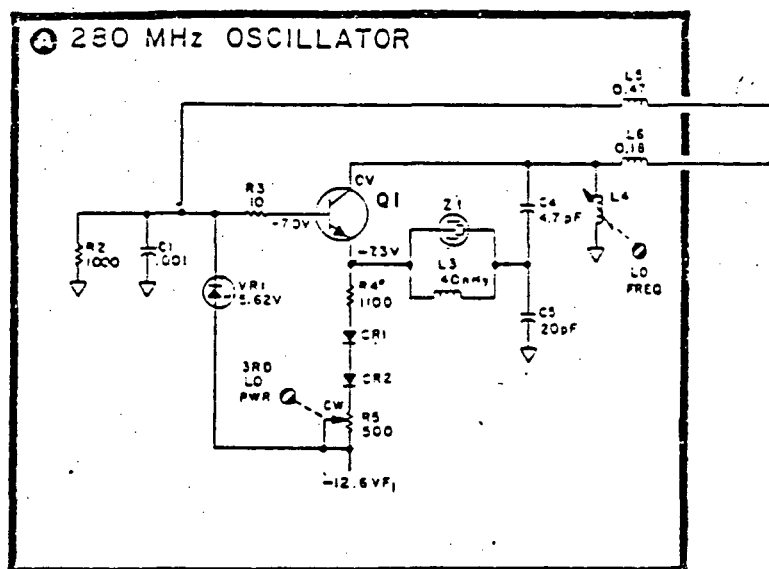 A 280 MHz OSCILLATOR
L5
0.47
L6
0.18
CV
Q1
R3
10
-7.0V
Z1
C4
4.7pF
L4
LO
FREQ
R2
1000
C1
.001
-7.3V
L3
40nHy
VR1
5.62V
R4*
1100
C5
20pF
CR1
CR2
3RD
LO
PWR
CW
R5
500
-12.6VF1